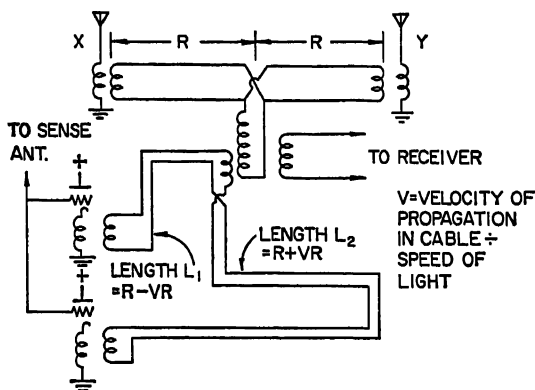 X R R Y
TO SENSE
ANT.
TO RECEIVER
V=VELOCITY OF
PROPAGATION
IN CABLE ÷
SPEED OF
LIGHT
LENGTH L₂
=R+VR
LENGTH L₁
=R-VR
+
+